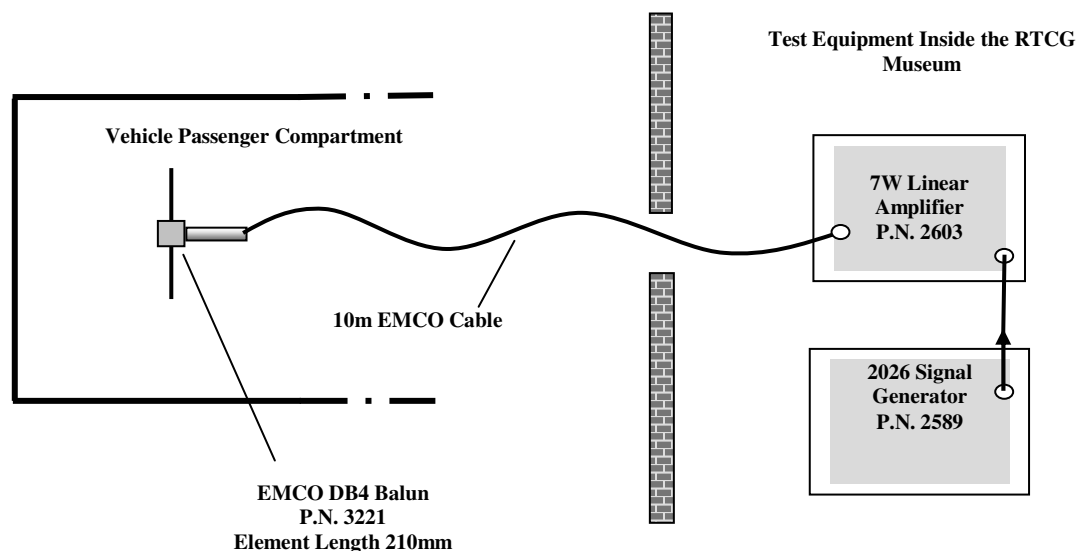 Test Equipment Inside the RTCG
Museum
Vehicle Passenger Compartment
7W Linear
Amplifier
P.N. 2603
10m EMCO Cable
2026 Signal
Generator
P.N. 2589
EMCO DB4 Balun
P.N. 3221
Element Length 210mm